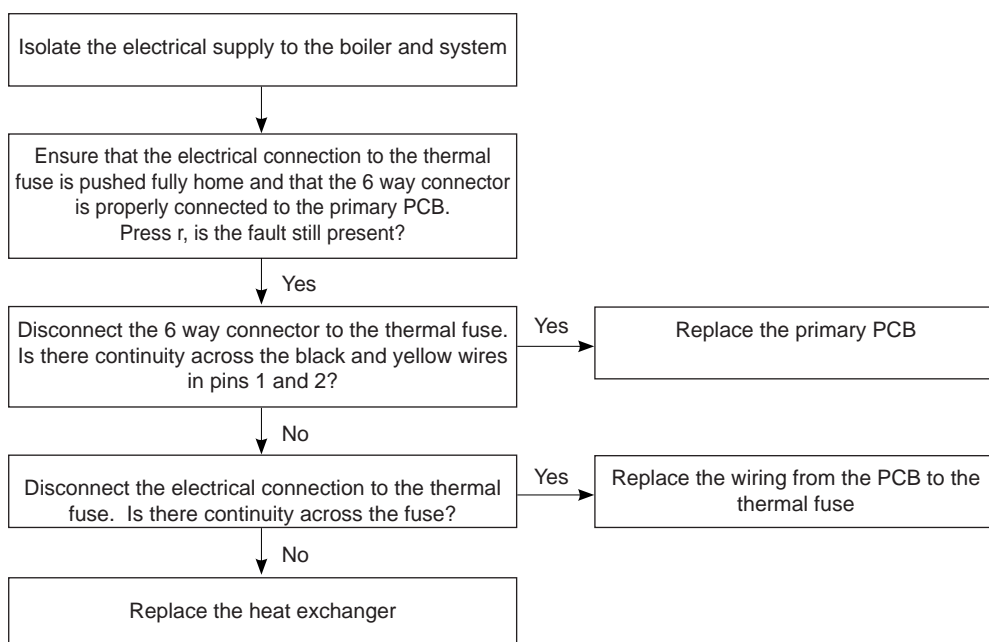 Isolate the electrical supply to the boiler and system
Ensure that the electrical connection to the thermal
fuse is pushed fully home and that the 6 way connector
is properly connected to the primary PCB.
Press r, is the fault still present?
Yes
Disconnect the 6 way connector to the thermal fuse.
Is there continuity across the black and yellow wires
in pins 1 and 2?
Yes
Replace the primary PCB
No
Disconnect the electrical connection to the thermal
fuse. Is there continuity across the fuse?
Yes
Replace the wiring from the PCB to the
thermal fuse
No
Replace the heat exchanger